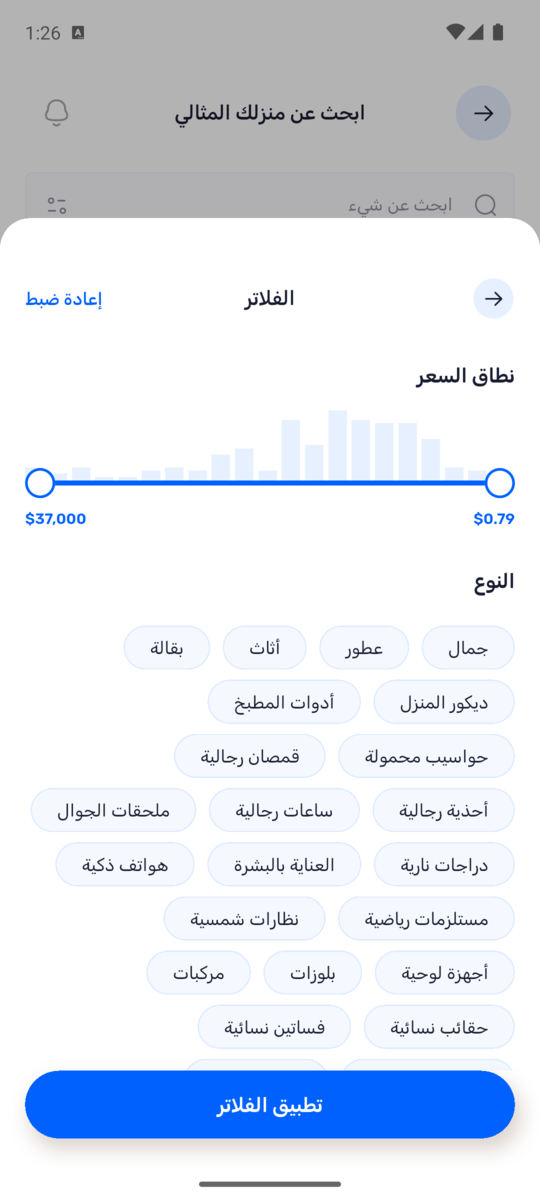 1:26
ابحث عن منزلك المثالي
ابحث عن شيء
الفلاتر إعادة ضبط
نطاق السعر
$0.79 $37,000
النوع
جمال عطور أثاث بقالة
ديكور المنزل أدوات المطبخ
حواسيب محمولة قمصان رجالية
أحذية رجالية ساعات رجالية ملحقات الجوال
دراجات نارية العناية بالبشرة هواتف ذكية
مستلزمات رياضية نظارات شمسية
أجهزة لوحية بلوزات مركبات
حقائب نسائية فساتين نسائية
تطبيق الفلاتر